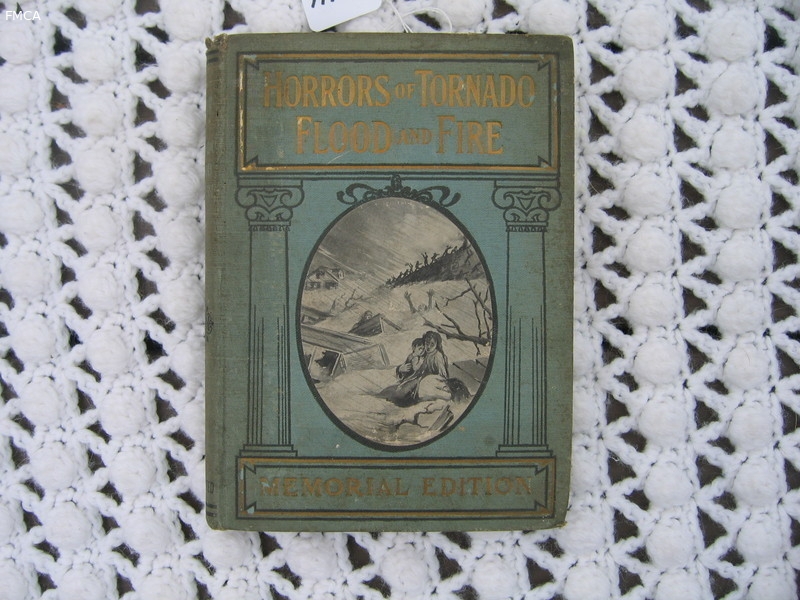 FMCA
HORRORS OF TORNADO
FLOOD AND FIRE
MEMORIAL EDITION